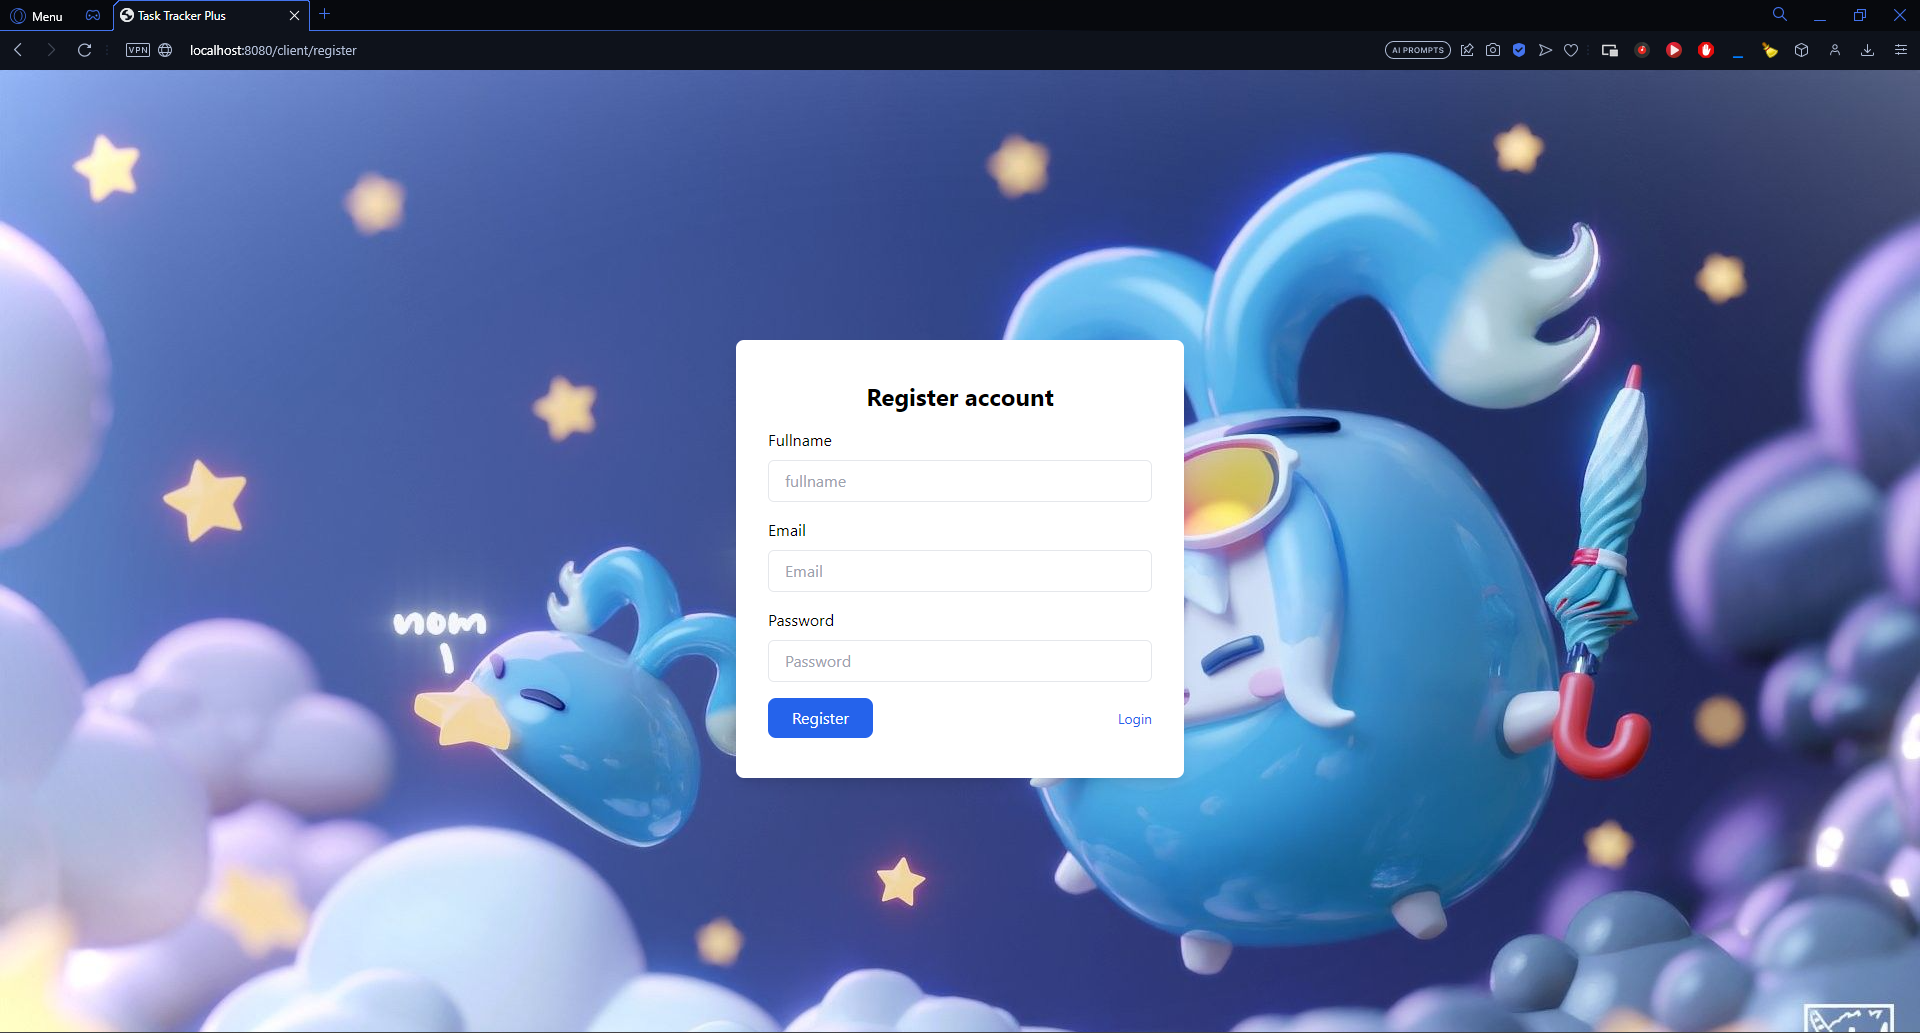 Menu
Task Tracker Plus
VPN
localhost:8080/client/register
AI PROMPTS
Register account
Fullname
fullname
Email
Email
nom
Password
Password
Register
Login